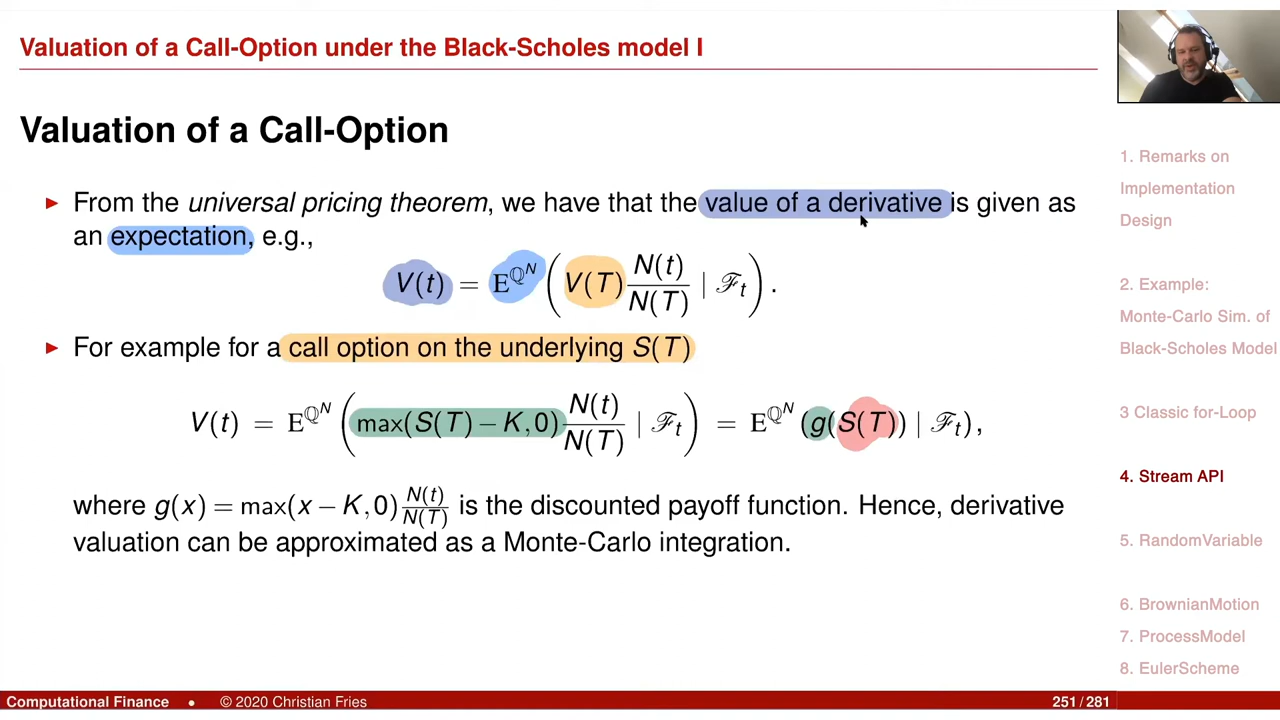 Valuation of a Call-Option under the Black-Scholes model I
Valuation of a Call-Option
▶ From the universal pricing theorem, we have that the value of a derivative is given as
an expectation, e.g.,
V(t) = E^{ℚ^N} ( V(T) N(t)/N(T) | ℱ_t ) .
▶ For example for a call option on the underlying S(T)
V(t) = E^{ℚ^N} ( max(S(T) − K, 0) N(t)/N(T) | ℱ_t ) = E^{ℚ^N} (g(S(T)) | ℱ_t),
where g(x) = max(x − K, 0) N(t)/N(T) is the discounted payoff function. Hence, derivative
valuation can be approximated as a Monte-Carlo integration.
1. Remarks on
Implementation
Design
2. Example:
Monte-Carlo Sim. of
Black-Scholes Model
3 Classic for-Loop
4. Stream API
5. RandomVariable
6. BrownianMotion
7. ProcessModel
8. EulerScheme
Computational Finance • © 2020 Christian Fries 251 / 281